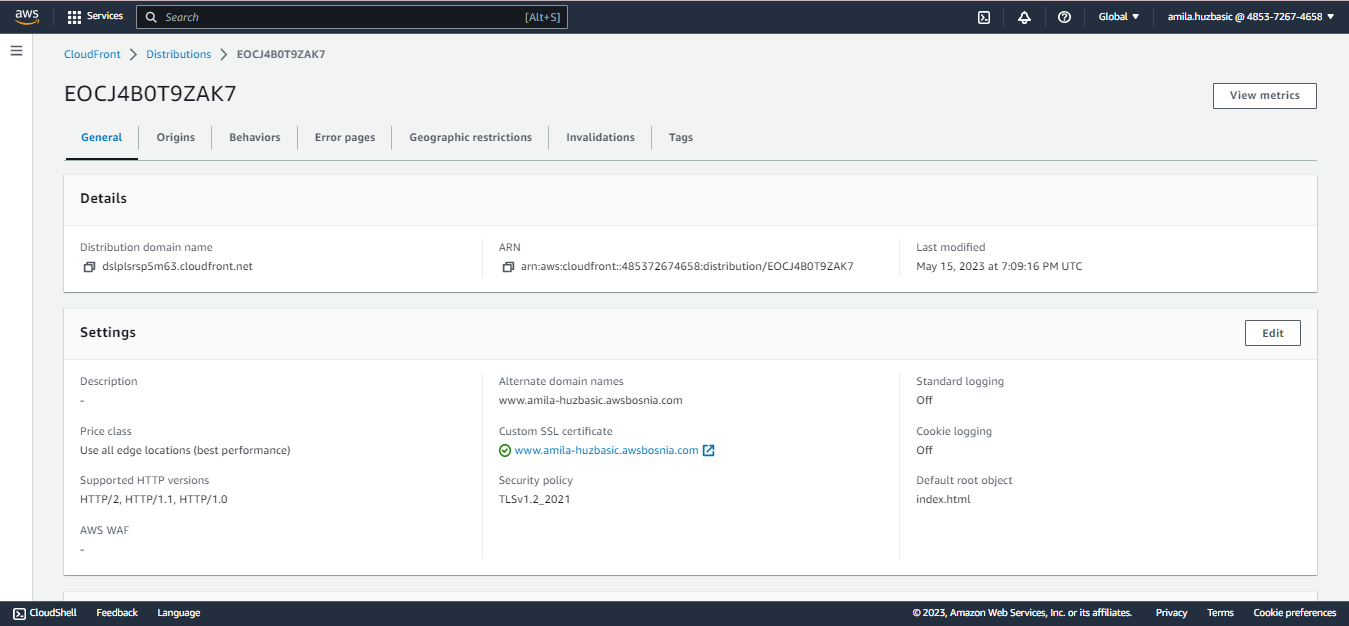 aws Services Search [Alt+S] Global amila.huzbasic @ 4853-7267-4658
CloudFront Distributions EOCJ4B0T9ZAK7
EOCJ4B0T9ZAK7
View metrics
General Origins Behaviors Error pages Geographic restrictions Invalidations Tags
Details
Distribution domain name ARN Last modified
dslplsrsp5m63.cloudfront.net arn:aws:cloudfront::485372674658:distribution/EOCJ4B0T9ZAK7 May 15, 2023 at 7:09:16 PM UTC
Settings Edit
Description Alternate domain names Standard logging
- www.amila-huzbasic.awsbosnia.com Off
Price class Custom SSL certificate Cookie logging
Use all edge locations (best performance) www.amila-huzbasic.awsbosnia.com Off
Supported HTTP versions Security policy Default root object
HTTP/2, HTTP/1.1, HTTP/1.0 TLSv1.2_2021 index.html
AWS WAF
-
CloudShell Feedback Language © 2023, Amazon Web Services, Inc. or its affiliates. Privacy Terms Cookie preferences